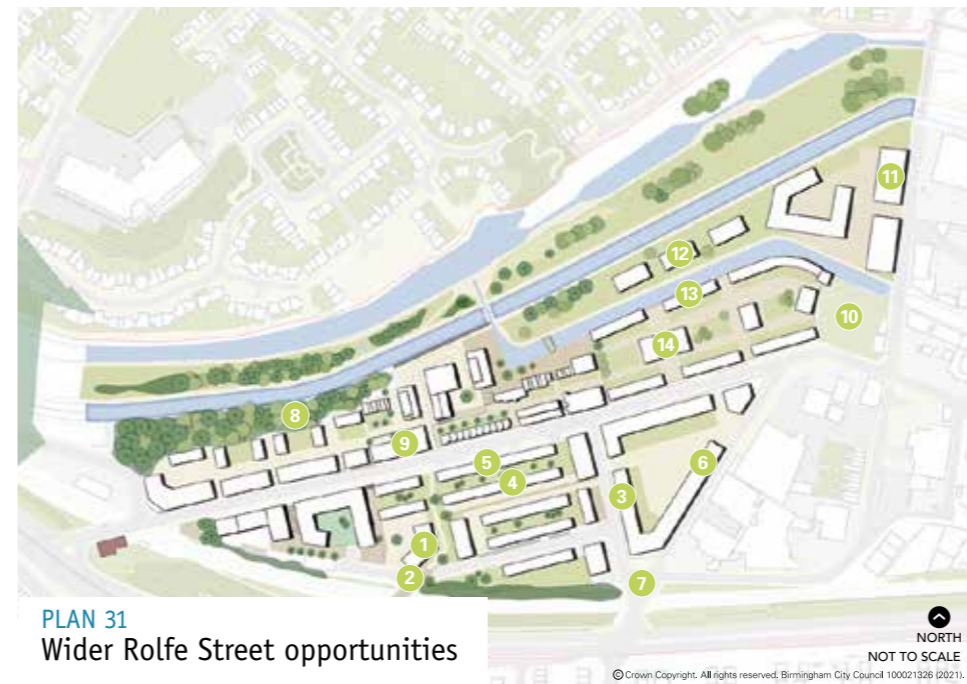 11
12
13
10
14
8
9
5
6
4
3
1
2
7
PLAN 31
Wider Rolfe Street opportunities
NORTH
NOT TO SCALE
© Crown Copyright. All rights reserved. Birmingham City Council 100021326 (2021).